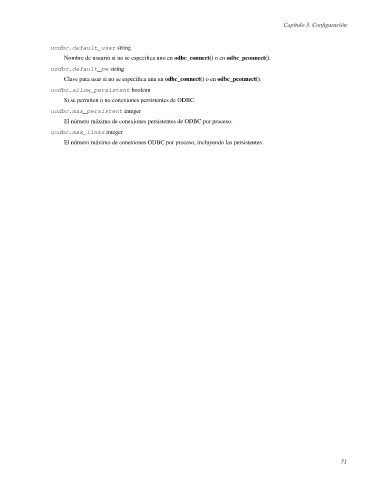 Capítulo 3. Configuración
uodbc.default_user string
Nombre de usuario si no se especifica uno en odbc_connect() o en odbc_pconnect().
uodbc.default_pw string
Clave para usar si no se especifica una en odbc_connect() o en odbc_pconnect().
uodbc.allow_persistent boolean
Si se permiten o no conexiones persistentes de ODBC.
uodbc.max_persistent integer
El número máximo de conexiones persistentes de ODBC por proceso.
uodbc.max_links integer
El número máximo de conexiones ODBC por proceso, incluyendo las persistentes.
71